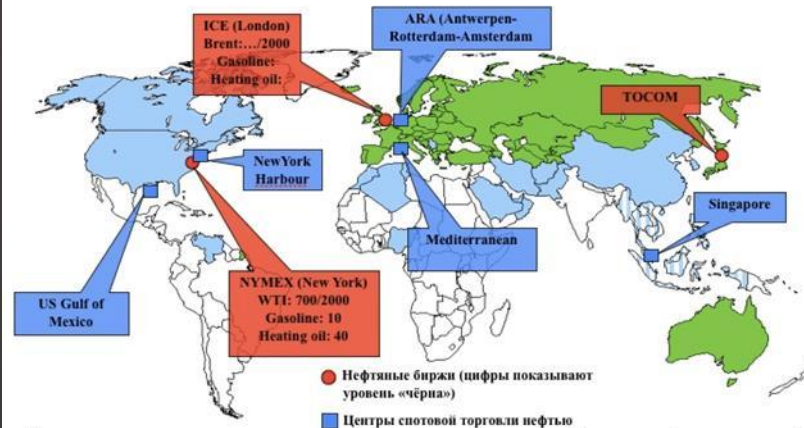 ICE (London)
Brent:…/2000
Gasoline:
Heating oil:
ARA (Antwerpen-
Rotterdam-Amsterdam
TOCOM
NewYork
Harbour
Singapore
Mediterranean
NYMEX (New York)
WTI: 700/2000
Gasoline: 10
Heating oil: 40
US Gulf of
Mexico
Нефтяные биржи (цифры показывают
уровень «чёрна»)
Центры спотовой торговли нефтью